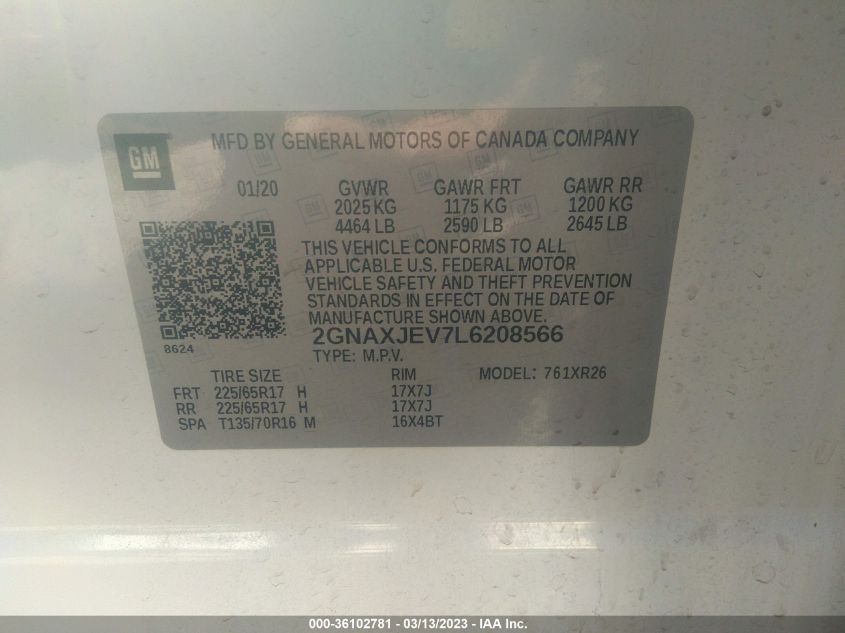 GM
MFD BY GENERAL MOTORS OF CANADA COMPANY
01/20 GVWR GAWR FRT GAWR RR
2025 KG 1175 KG 1200 KG
4464 LB 2590 LB 2645 LB
THIS VEHICLE CONFORMS TO ALL
APPLICABLE U.S. FEDERAL MOTOR
VEHICLE SAFETY AND THEFT PREVENTION
STANDARDS IN EFFECT ON THE DATE OF
MANUFACTURE SHOWN ABOVE.
8624
2GNAXJEV7L6208566
TYPE: M.P.V.
TIRE SIZE RIM MODEL: 761XR26
FRT 225/65R17 H 17X7J
RR 225/65R17 H 17X7J
SPA T135/70R16 M 16X4BT
000-36102781 - 03/13/2023 - IAA Inc.